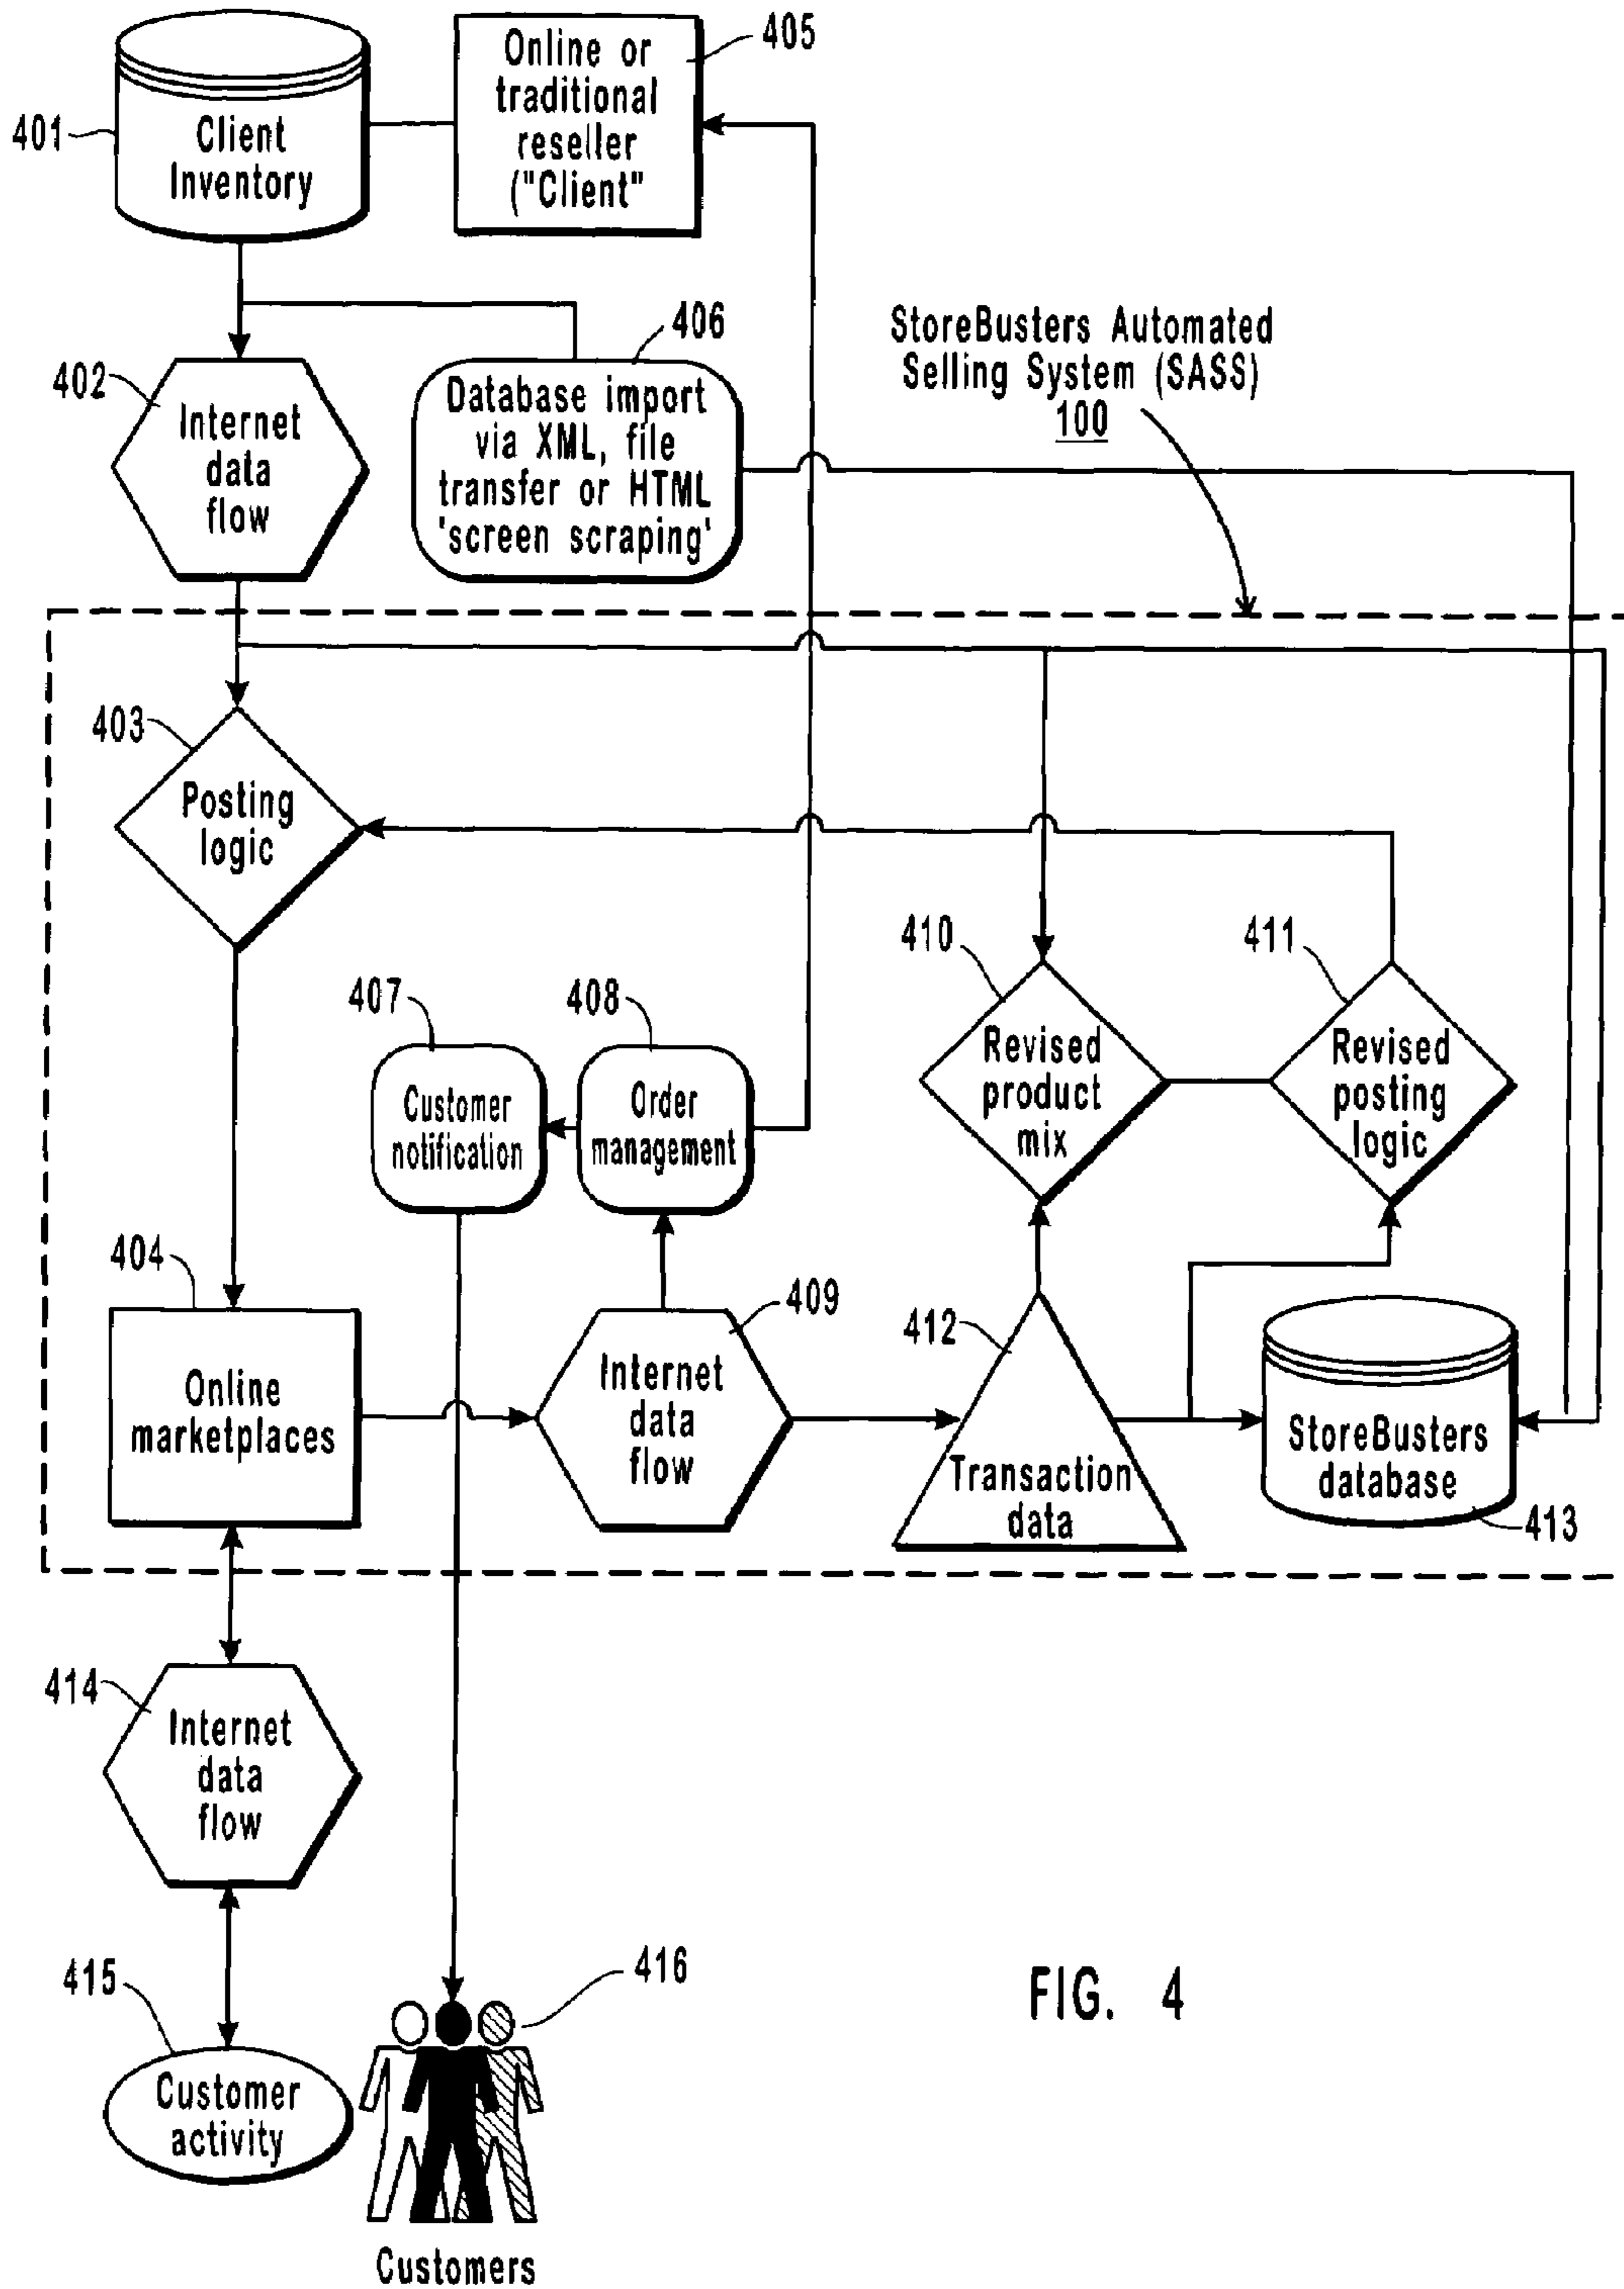 401
Client
Inventory
Online or
traditional
reseller
("Client"
405
402
Internet
data
flow
406
Database import
via XML, file
transfer or HTML
'screen scraping'
StoreBusters Automated
Selling System (SASS)
100
403
Posting
logic
410
Revised
product
mix
411
Revised
posting
logic
407
Customer
notification
408
Order
management
404
Online
marketplaces
409
Internet
data
flow
412
Transaction
data
StoreBusters
database
413
414
Internet
data
flow
415
Customer
activity
416
Customers
FIG. 4